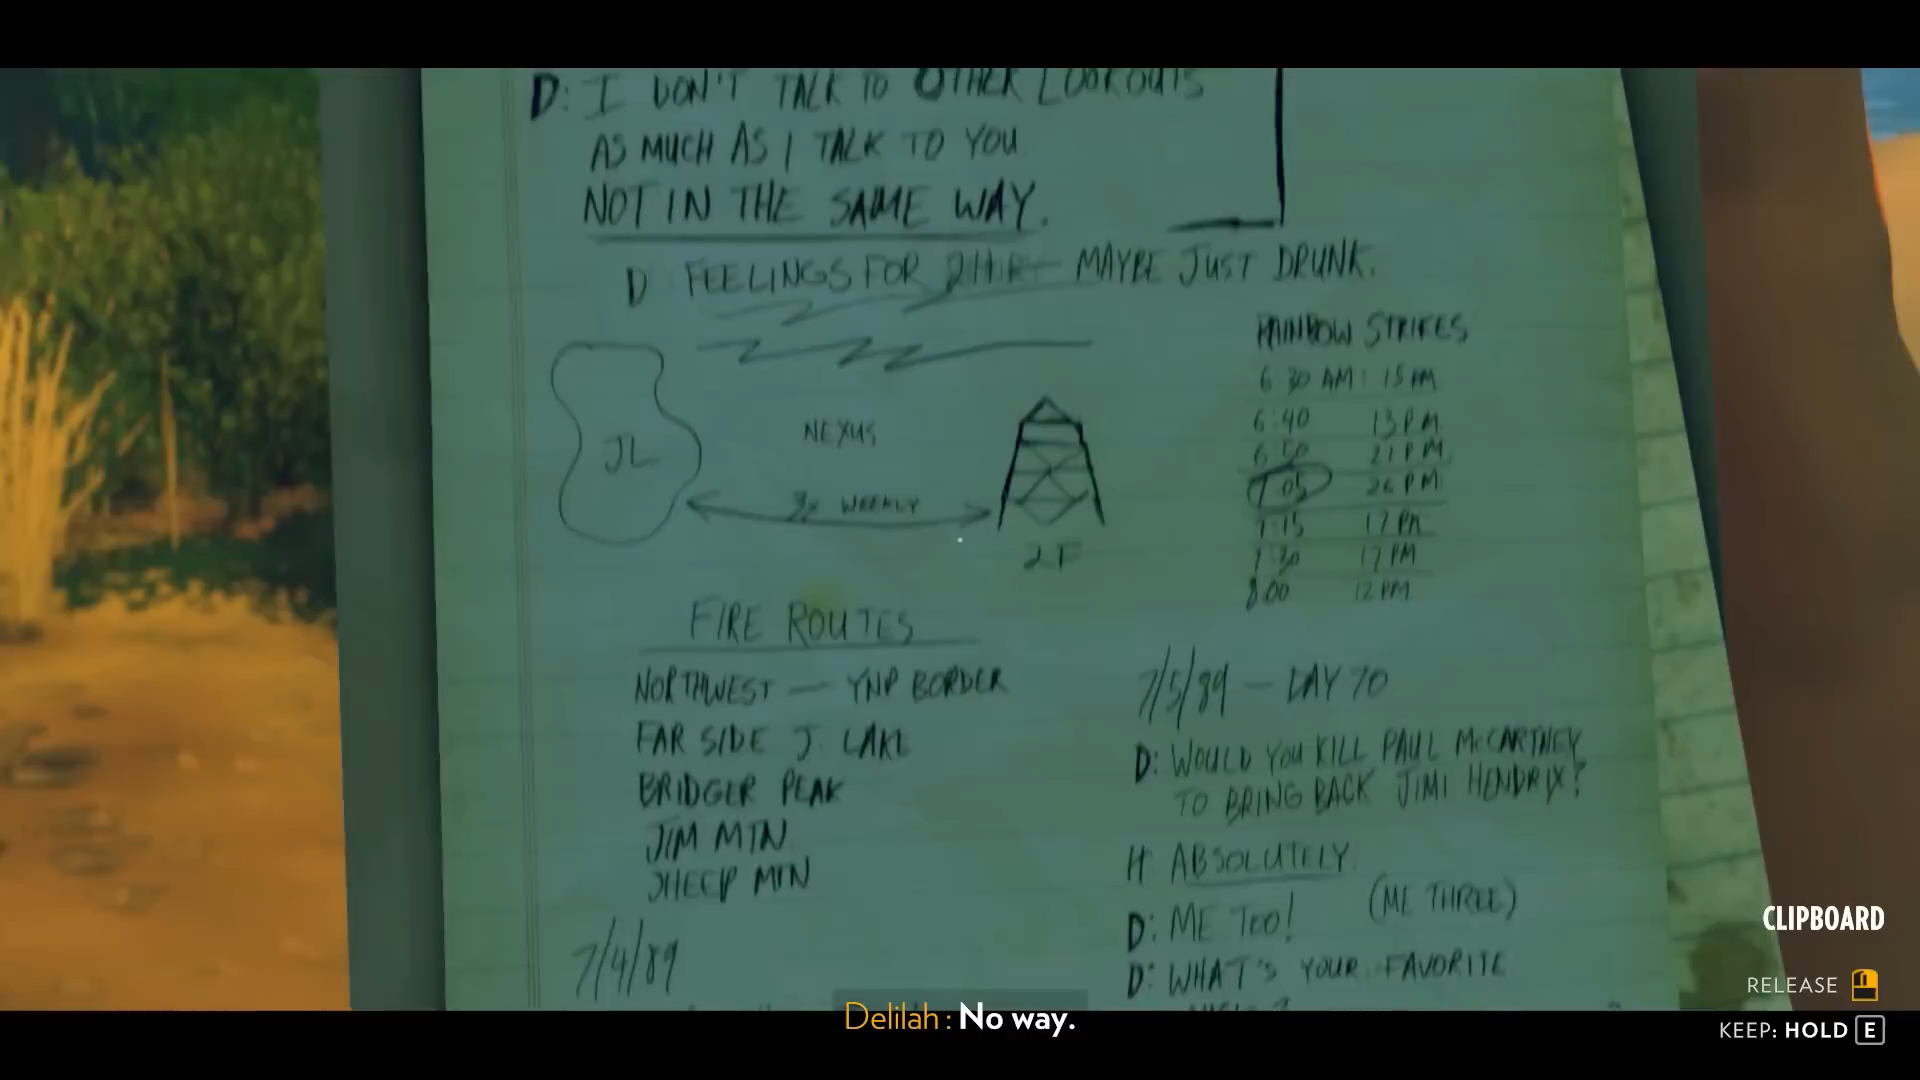 D: I DON'T TALK TO OTHER LOOKOUTS
AS MUCH AS I TALK TO YOU
NOT IN THE SAME WAY.
D FEELINGS FOR MAYBE JUST DRUNK.
JL
NEXUS
3x WEEKLY
2F
RAINBOW STRIKES
6 30 AM: 15 PM
6:40 13 PM
6:50 21 PM
7 05 26 PM
7:15 17 PM
7:30 17 PM
8:00 12 PM
FIRE ROUTES
NORTHWEST — YNP BORDER
FAR SIDE J. LAKE
BRIDGER PEAK
JIM MTN
SHEEP MTN
7/4/89
7/5/89 — DAY 70
D: WOULD YOU KILL PAUL McCARTNEY
TO BRING BACK JIMI HENDRIX?
H ABSOLUTELY.
D: ME TOO! (ME THREE)
D: WHAT'S YOUR FAVORITE
CLIPBOARD
RELEASE
KEEP: HOLD E
Delilah : No way.